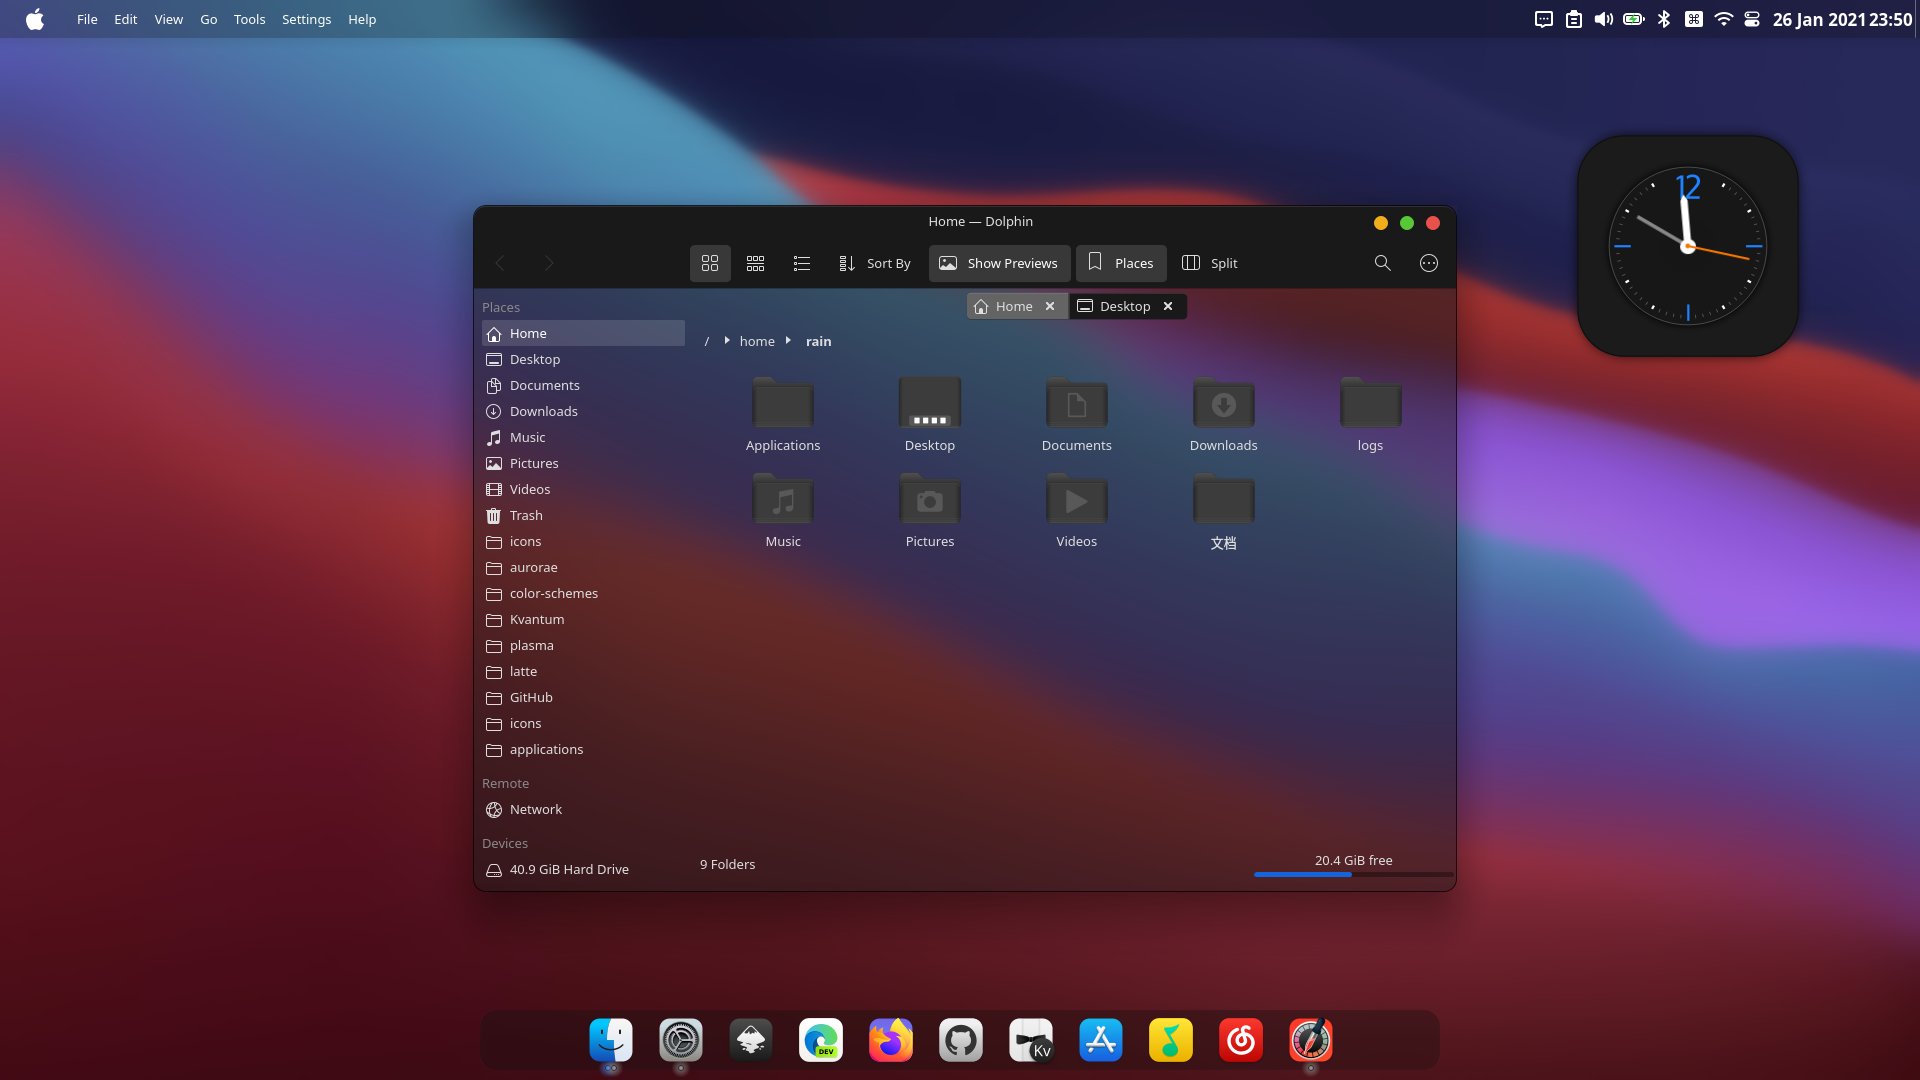 File Edit View Go Tools Settings Help
26 Jan 2021 23:50
12
Home — Dolphin
Sort By
Show Previews
Places
Split
Places
Home
Desktop
Documents
Downloads
Music
Pictures
Videos
Trash
icons
aurorae
color-schemes
Kvantum
plasma
latte
GitHub
icons
applications
Remote
Network
Devices
40.9 GiB Hard Drive
Home
Desktop
/ home rain
Applications
Desktop
Documents
Downloads
logs
Music
Pictures
Videos
文档
9 Folders
20.4 GiB free
DEV
Kv